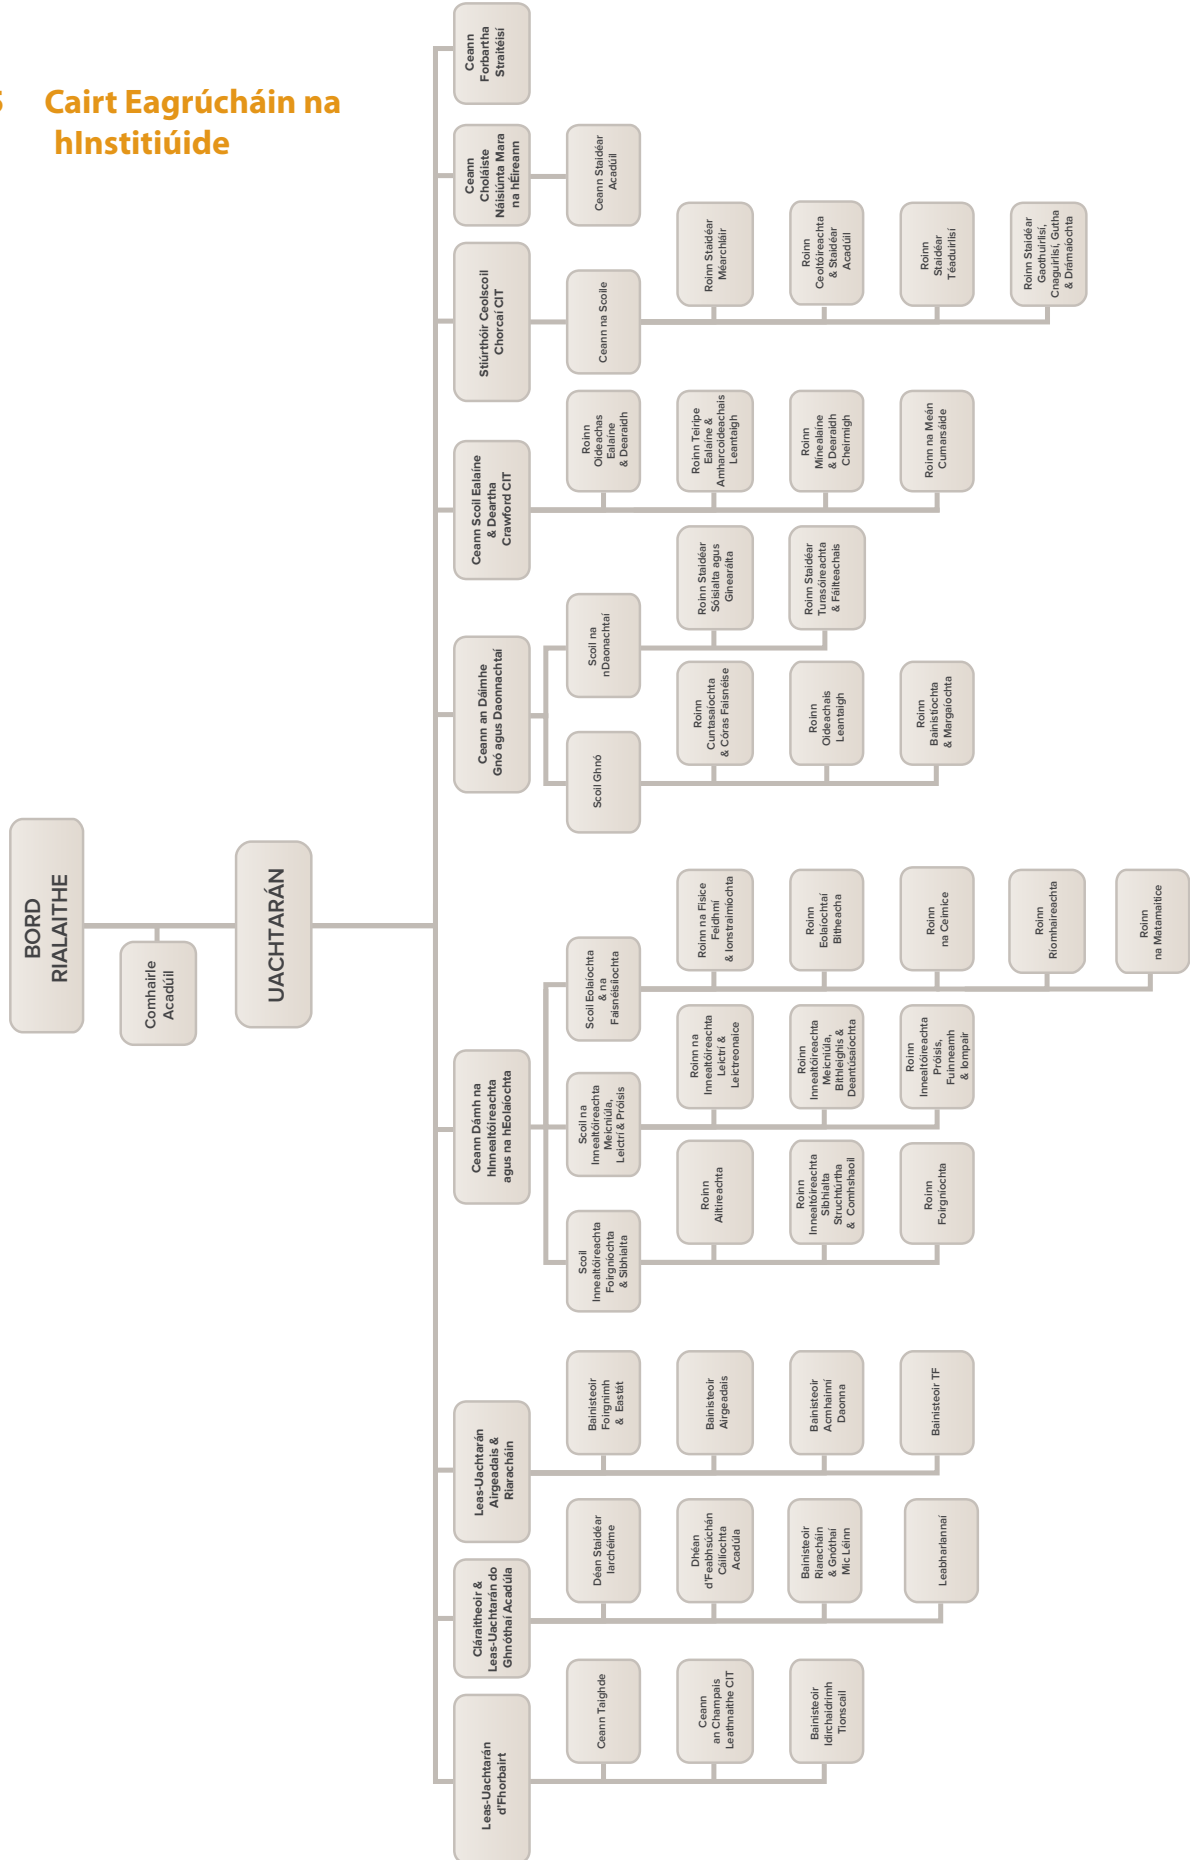 5 Cairt Eagrúcháin na
hInstitiúide
BORD
RIALAITHE
Comhairle
Acadúil
UACHTARÁN
Leas-Uachtarán
d'Fhorbairt
Ceann Taighde
Ceann
an Champais
Leathnaithe CIT
Bainisteoir
Idirchaidrimh
Tionscail
Cláraitheoir &
Leas-Uachtarán do
Ghnóthaí Acadúla
Déan Staidéar
Iarchéime
Dhéan
d'Feabhsúchán
Cáilíochta
Acadúla
Bainisteoir
Riaracháin
& Gnóthaí
Mic Léinn
Leabharlannaí
Leas-Uachtarán
Airgeadais &
Riaracháin
Bainisteoir
Foirgnimh
& Eastát
Bainisteoir
Airgeadais
Bainisteoir
Acmhainní
Daonna
Bainisteoir TF
Ceann Dámh na
hInnealtóireachta
agus na hEolaíochta
Scoil
Innealtóireachta
Foirgníochta
& Sibhialta
Roinn
Ailtireachta
Roinn
Innealtóireachta
Sibhialta
Struchtúrtha
& Comhshaoil
Roinn
Foirgníochta
Scoil na
Innealtóireachta
Meicniúla,
Leictrí & Próisis
Roinn na
Innealtóireachta
Leictrí &
Leictreonaice
Roinn
Innealtóireachta
Meicniúla,
Bithleighis &
Deantúsaíochta
Roinn
Innealtóireachta
Próisis,
Fuinneamh
& Iompair
Scoil Eolaíochta
& na
Faisnéisíochta
Roinn na Fisice
Feidhmí
& Ionstraimíochta
Roinn
Eolaíochtaí
Bitheacha
Roinn
na Ceimice
Roinn
Ríomhaireachta
Roinn
na Matamaitice
Ceann an Dáimhe
Gnó agus Daonnachtaí
Scoil Ghnó
Roinn
Cuntasaíochta
& Córas Faisnéise
Roinn
Oideachais
Leantaigh
Roinn
Bainistíochta
& Margaíochta
Scoil na
nDaonachtaí
Roinn Staidéar
Sóisialta agus
Ginearálta
Roinn Staidéar
Turasóireachta
& Fáilteachais
Ceann Scoil Ealaíne
& Deartha
Crawford CIT
Roinn
Oideachas
Ealaíne
& Dearaidh
Roinn Teiripe
Ealaíne &
Amharcoideachais
Leantaigh
Roinn
Mínealaíne
& Dearaidh
Cheirmigh
Roinn na Meán
Cumarsáide
Stiúrthóir Ceolscoil
Chorcaí CIT
Ceann na Scoile
Roinn Staidéar
Méarchláir
Roinn
Ceoltóireachta
& Staidéar
Acadúil
Roinn
Staidéar
Téaduirlisí
Roinn Staidéar
Gaothuirlisí,
Cnaguirlisí, Gutha
& Drámaíochta
Ceann
Choláiste
Náisiúnta Mara
na hÉireann
Ceann Staidéar
Acadúil
Ceann
Forbartha
Straitéisí